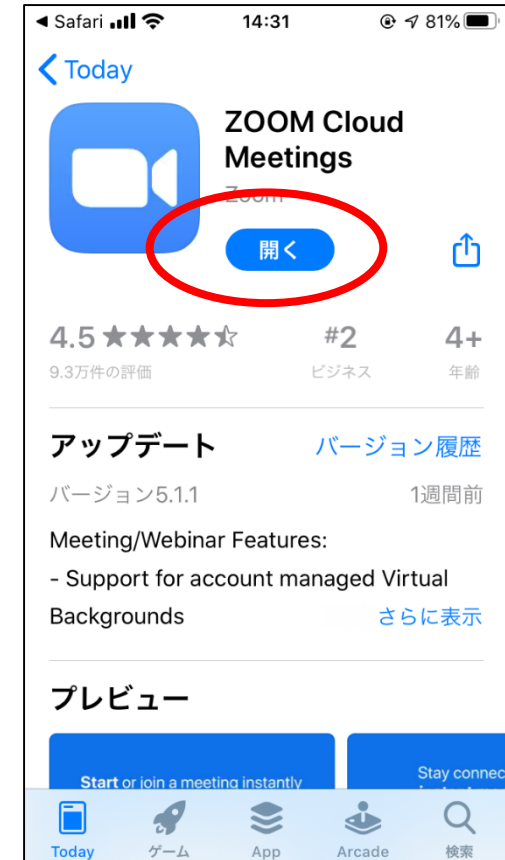 Safari 14:31 81%
Today
ZOOM Cloud
Meetings
Zoom
開く
4.5 #2 4+
9.3万件の評価 ビジネス 年齢
アップデート バージョン履歴
バージョン5.1.1 1週間前
Meeting/Webinar Features:
- Support for account managed Virtual
Backgrounds さらに表示
プレビュー
Start or join a meeting instantly Stay connec
Today ゲーム App Arcade 検索